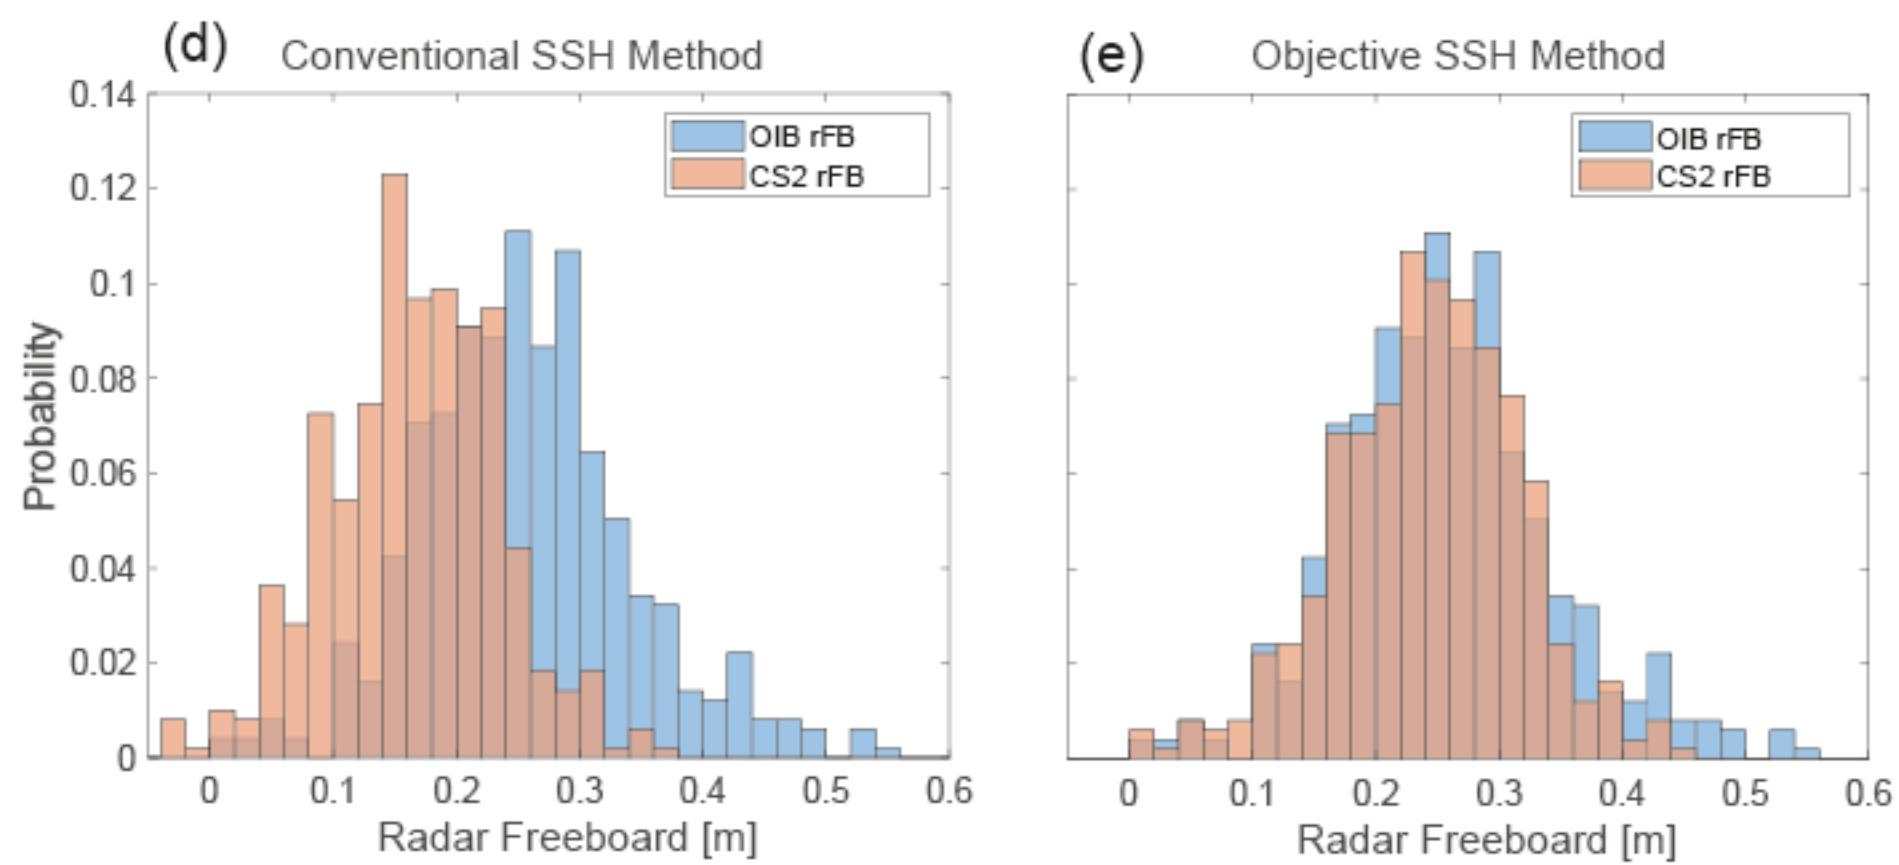 (d) Conventional SSH Method
0.14
0.12
0.1
0.08
0.06
0.04
0.02
0
Probability
OIB rFB
CS2 rFB
0 0.1 0.2 0.3 0.4 0.5 0.6
Radar Freeboard [m]
(e) Objective SSH Method
OIB rFB
CS2 rFB
0 0.1 0.2 0.3 0.4 0.5 0.6
Radar Freeboard [m]